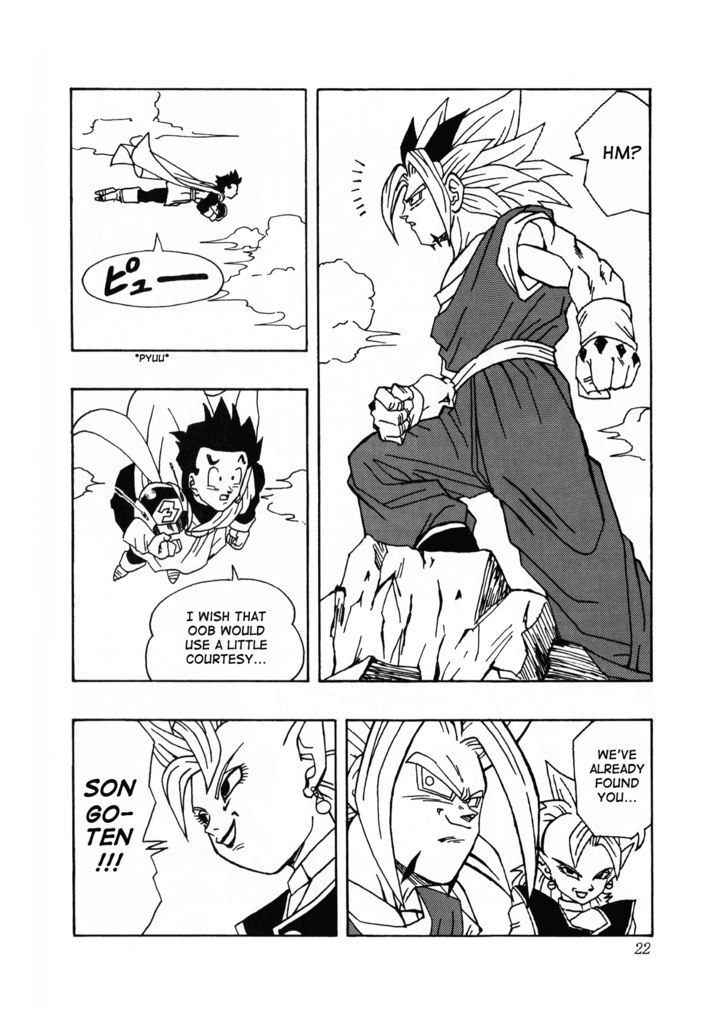 HM?
ピュー
*PYUU*
I WISH THAT
OOB WOULD
USE A LITTLE
COURTESY...
WE'VE
ALREADY
FOUND
YOU...
SON
GO-
TEN
!!!
22